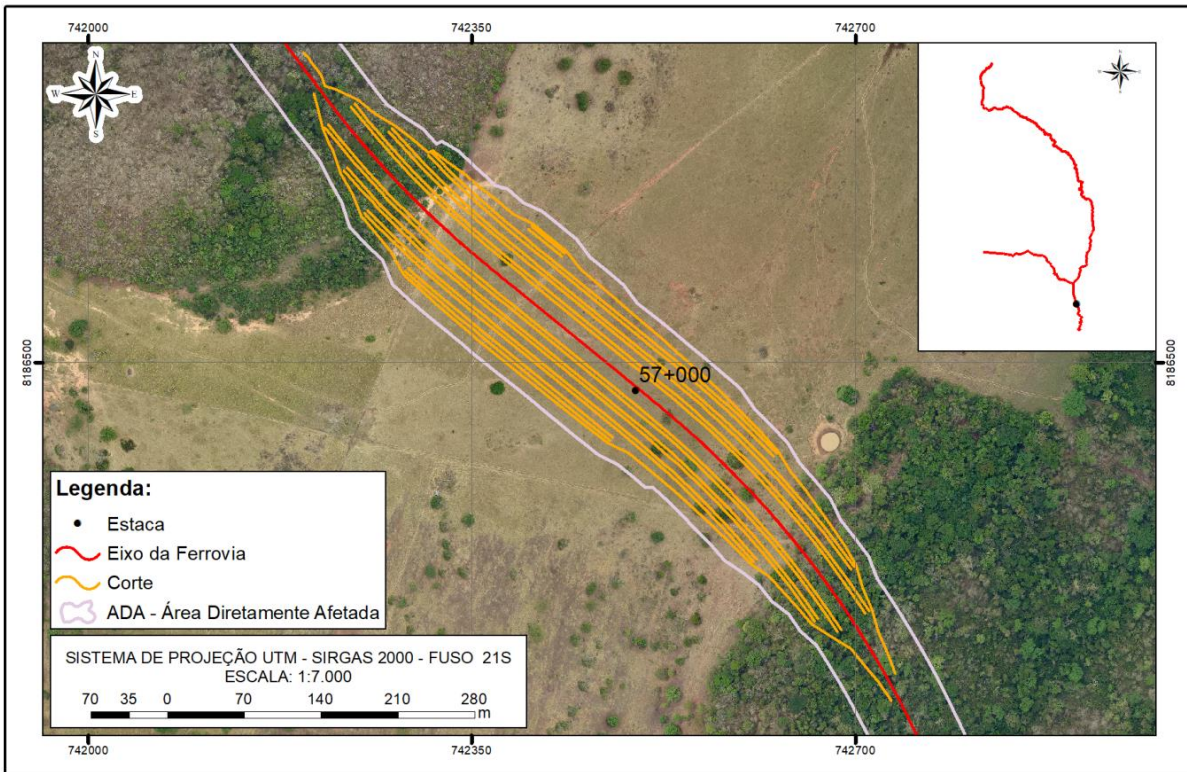 742000 742350 742700
N
W E
S
8186500 8186500
57+000
Legenda:
Estaca
Eixo da Ferrovia
Corte
ADA - Área Diretamente Afetada
SISTEMA DE PROJEÇÃO UTM - SIRGAS 2000 - FUSO 21S
ESCALA: 1:7.000
70 35 0 70 140 210 280
m
742000 742350 742700